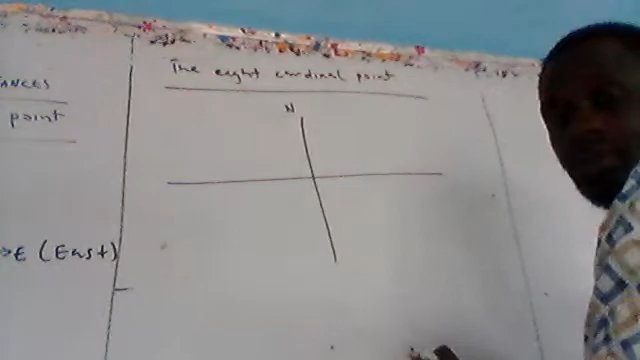 ANCES
point
E (East)
The eight cardinal point
N